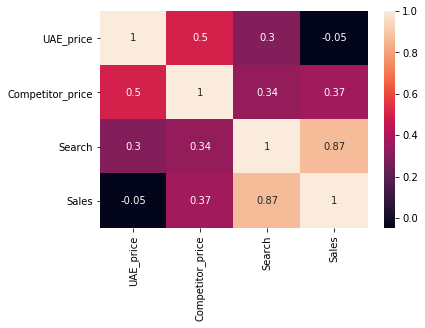 UAE_price
1
0.5
0.3
-0.05
Competitor_price
0.5
1
0.34
0.37
Search
0.3
0.34
1
0.87
Sales
-0.05
0.37
0.87
1
UAE_price
Competitor_price
Search
Sales
1.0
0.8
0.6
0.4
0.2
0.0